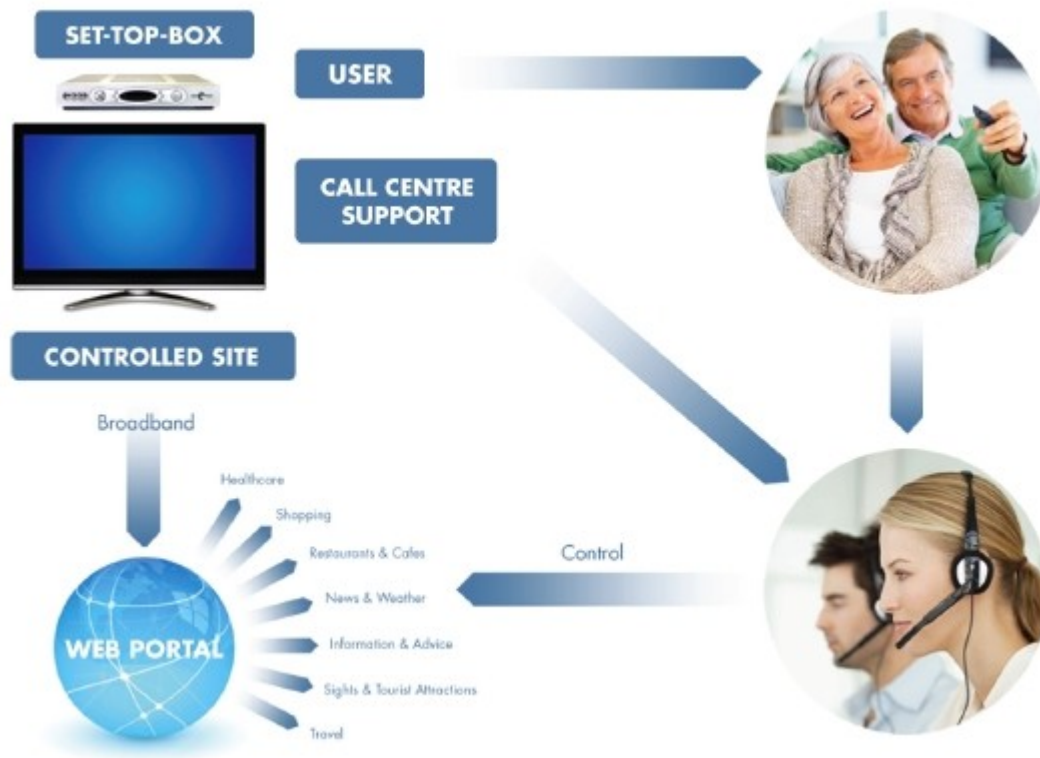 SET-TOP-BOX
USER
CALL CENTRE
SUPPORT
CONTROLLED SITE
Broadband
Healthcare
Shopping
Restaurants & Cafes
News & Weather
Information & Advice
Sights & Tourist Attractions
Travel
WEB PORTAL
Control